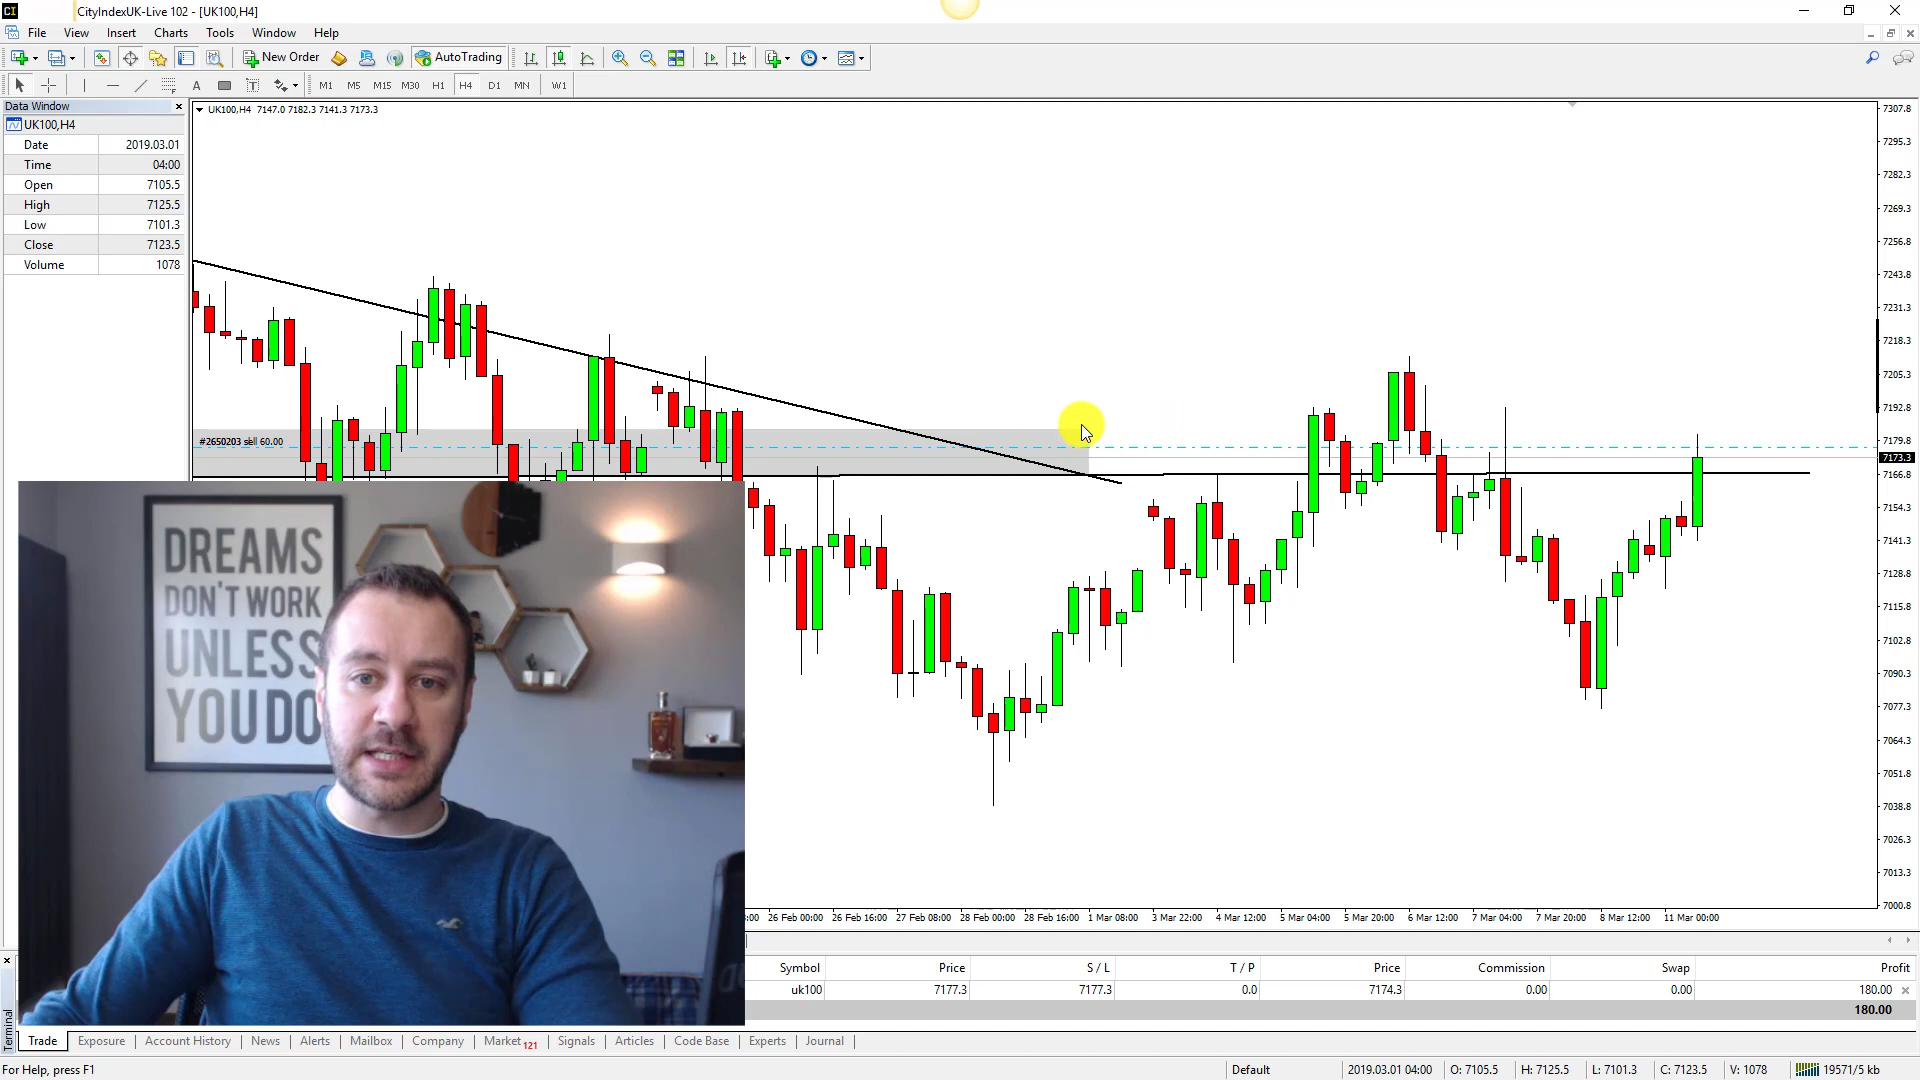 CityIndexUK-Live 102 - [UK100,H4]
File View Insert Charts Tools Window Help
New Order AutoTrading
A T M1 M5 M15 M30 H1 H4 D1 MN W1
Data Window
UK100,H4
Date 2019.03.01
Time 04:00
Open 7105.5
High 7125.5
Low 7101.3
Close 7123.5
Volume 1078
UK100,H4 7147.0 7182.3 7141.3 7173.3
#2650203 sell 60.00
7307.8
7295.3
7282.3
7269.3
7256.8
7243.8
7231.3
7218.3
7205.3
7192.8
7179.8
7173.3
7166.8
7154.3
7141.3
7128.8
7115.8
7102.8
7090.3
7077.3
7064.3
7051.8
7038.8
7026.3
7013.3
7000.8
DREAMS
DON'T WORK
UNLESS
YOU DO
26 Feb 00:00 26 Feb 16:00 27 Feb 08:00 28 Feb 00:00 28 Feb 16:00 1 Mar 08:00 3 Mar 22:00 4 Mar 12:00 5 Mar 04:00 5 Mar 20:00 6 Mar 12:00 7 Mar 04:00 7 Mar 20:00 8 Mar 12:00 11 Mar 00:00
Symbol Price S / L T / P Price Commission Swap Profit
uk100 7177.3 7177.3 0.0 7174.3 0.00 0.00 180.00
180.00
Terminal
Trade Exposure Account History News Alerts Mailbox Company Market 121 Signals Articles Code Base Experts Journal
For Help, press F1 Default 2019.03.01 04:00 O: 7105.5 H: 7125.5 L: 7101.3 C: 7123.5 V: 1078 19571/5 kb